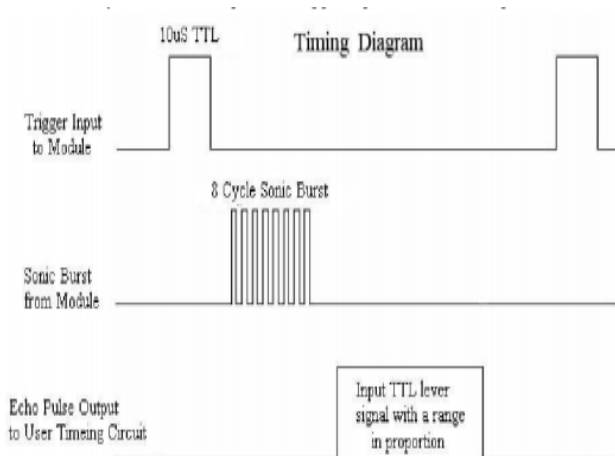 10uS TTL
Timing Diagram
Trigger Input
to Module
8 Cycle Sonic Burst
Sonic Burst
from Module
Echo Pulse Output
to User Timeing Circuit
Input TTL lever
signal with a range
in proportion